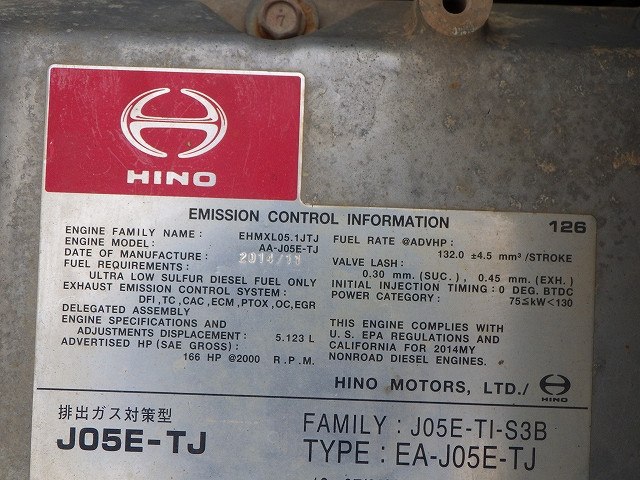 7
HINO
EMISSION CONTROL INFORMATION 126
ENGINE FAMILY NAME : EHMXL05.1JTJ
ENGINE MODEL: AA-J05E-TJ
DATE OF MANUFACTURE: 2014/11
FUEL REQUIREMENTS:
ULTRA LOW SULFUR DIESEL FUEL ONLY
EXHAUST EMISSION CONTROL SYSTEM :
DFI,TC,CAC,ECM,PTOX,OC,EGR
DELEGATED ASSEMBLY
ENGINE SPECIFICATIONS AND
ADJUSTMENTS DISPLACEMENT: 5.123 L
ADVERTISED HP(SAE GROSS):
166 HP @2000 R.P.M.
FUEL RATE @ADVHP:
132.0 ±4.5 mm³/STROKE
VALVE LASH:
0.30 mm. (SUC.), 0.45 mm. (EXH.)
INITIAL INJECTION TIMING: 0 DEG. BTDC
POWER CATEGORY: 75≤kW<130
THIS ENGINE COMPLIES WITH
U.S. EPA REGULATIONS AND
CALIFORNIA FOR 2014MY
NONROAD DIESEL ENGINES.
HINO MOTORS, LTD./ HINO
排出ガス対策型
J05E-TJ
FAMILY : J05E-TI-S3B
TYPE : EA-J05E-TJ